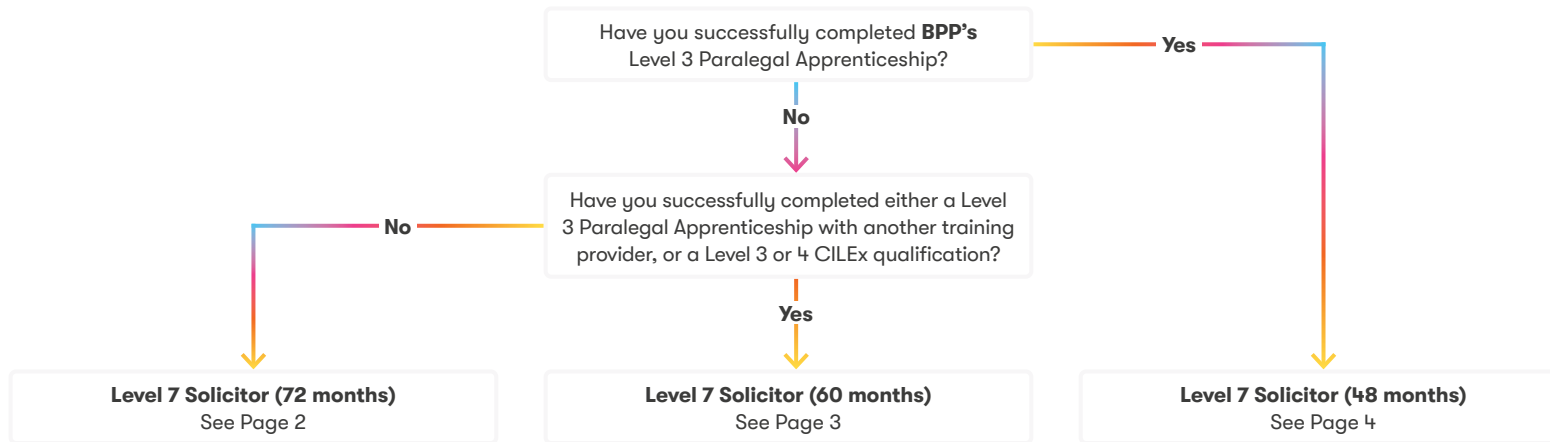 Have you successfully completed BPP's
Level 3 Paralegal Apprenticeship?
Yes
No
Have you successfully completed either a Level
3 Paralegal Apprenticeship with another training
provider, or a Level 3 or 4 CILEx qualification?
No
Yes
Level 7 Solicitor (72 months)
See Page 2
Level 7 Solicitor (60 months)
See Page 3
Level 7 Solicitor (48 months)
See Page 4